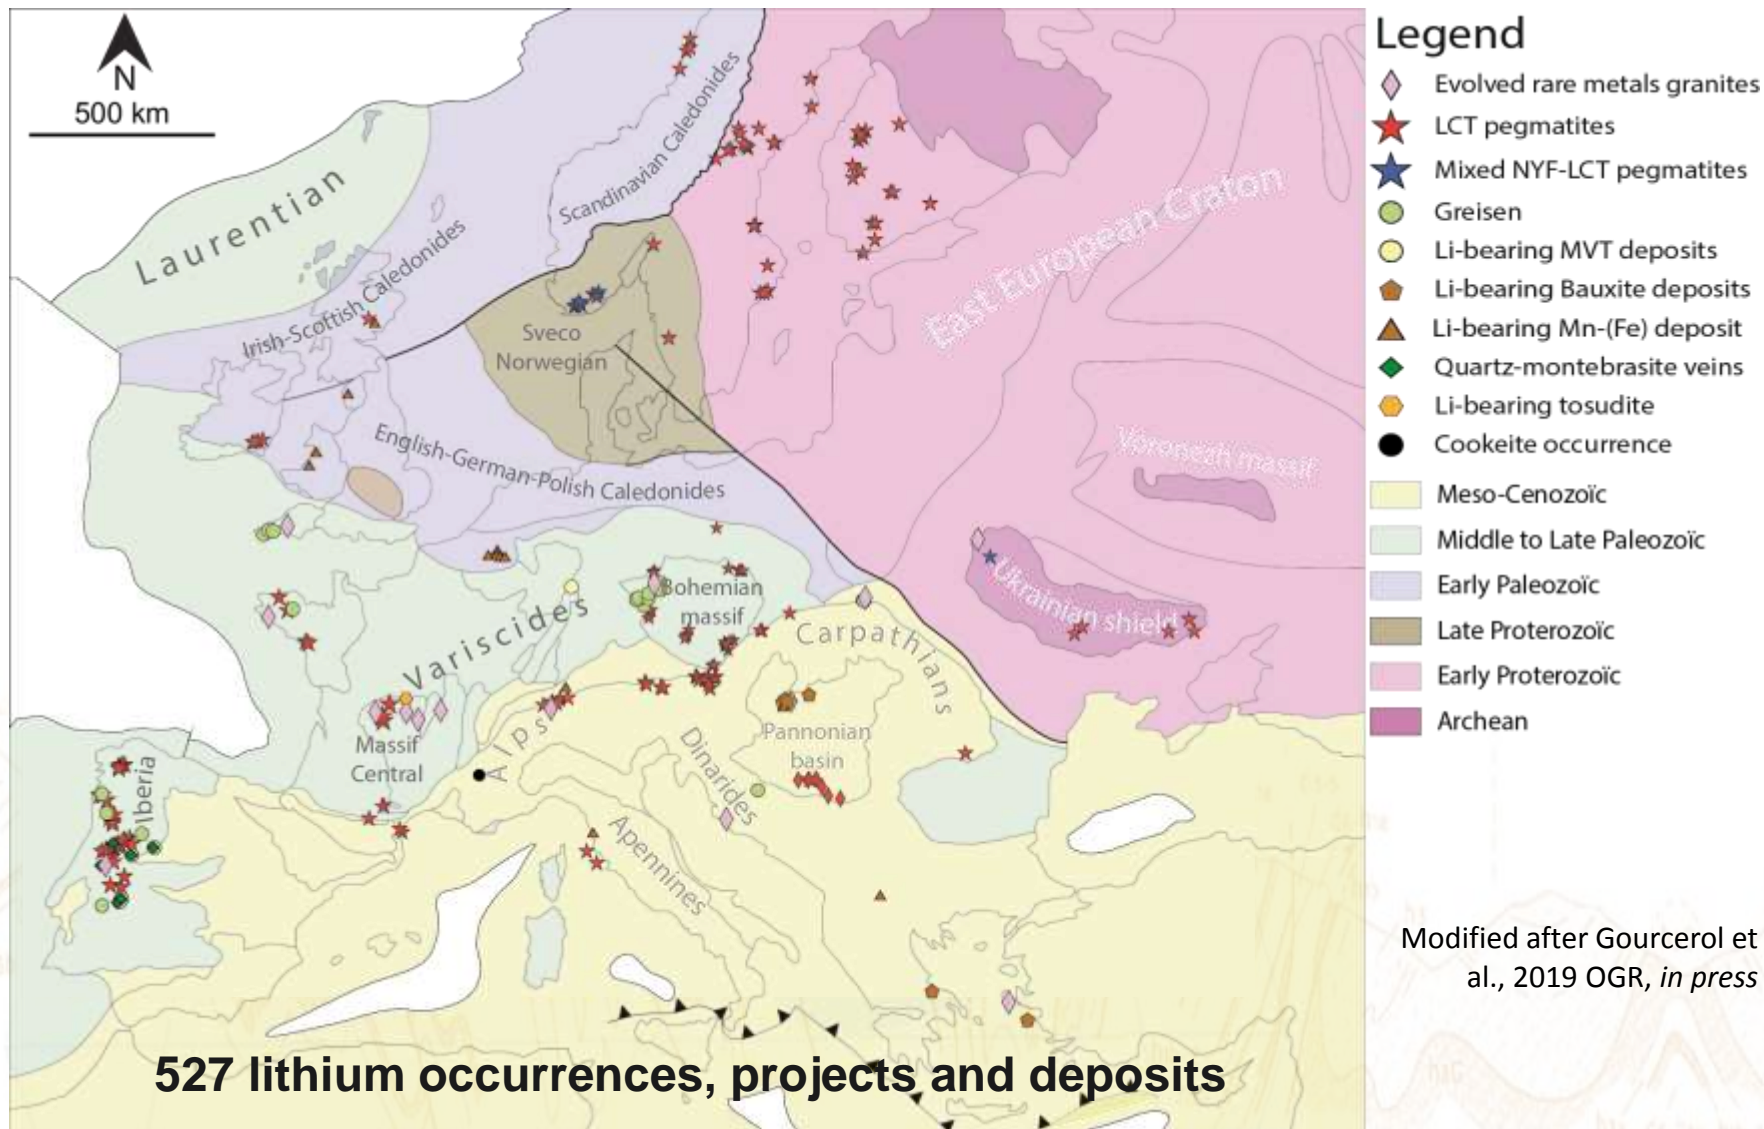 N
500 km
Laurentian
Scandinavian Caledonides
Irish-Scottish Caledonides
East European Craton
Sveco
Norwegian
English-German-Polish Caledonides
Voronezh massif
Ukrainian shield
Bohemian
massif
Variscides
Carpathians
Massif
Central
Alps
Pannonian
basin
Dinarides
Iberia
Apennines
527 lithium occurrences, projects and deposits
Legend
Evolved rare metals granites
LCT pegmatites
Mixed NYF-LCT pegmatites
Greisen
Li-bearing MVT deposits
Li-bearing Bauxite deposits
Li-bearing Mn-(Fe) deposit
Quartz-montebrasite veins
Li-bearing tosudite
Cookeite occurrence
Meso-Cenozoïc
Middle to Late Paleozoïc
Early Paleozoïc
Late Proterozoïc
Early Proterozoïc
Archean
Modified after Gourcerol et
al., 2019 OGR, in press